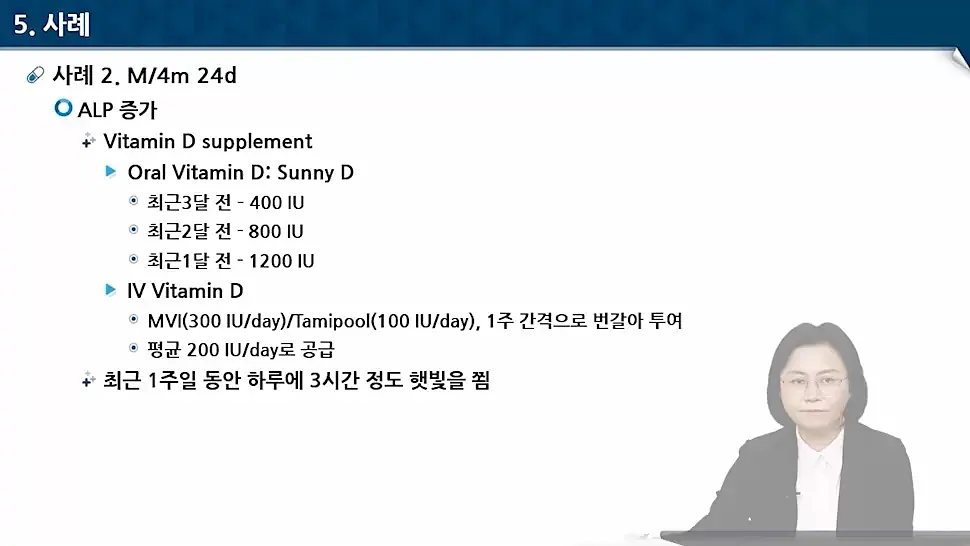 5. 사례
사례 2. M/4m 24d
ALP 증가
Vitamin D supplement
Oral Vitamin D: Sunny D
최근3달 전 - 400 IU
최근2달 전 - 800 IU
최근1달 전 - 1200 IU
IV Vitamin D
MVI(300 IU/day)/Tamipool(100 IU/day), 1주 간격으로 번갈아 투여
평균 200 IU/day로 공급
최근 1주일 동안 하루에 3시간 정도 햇빛을 쬠